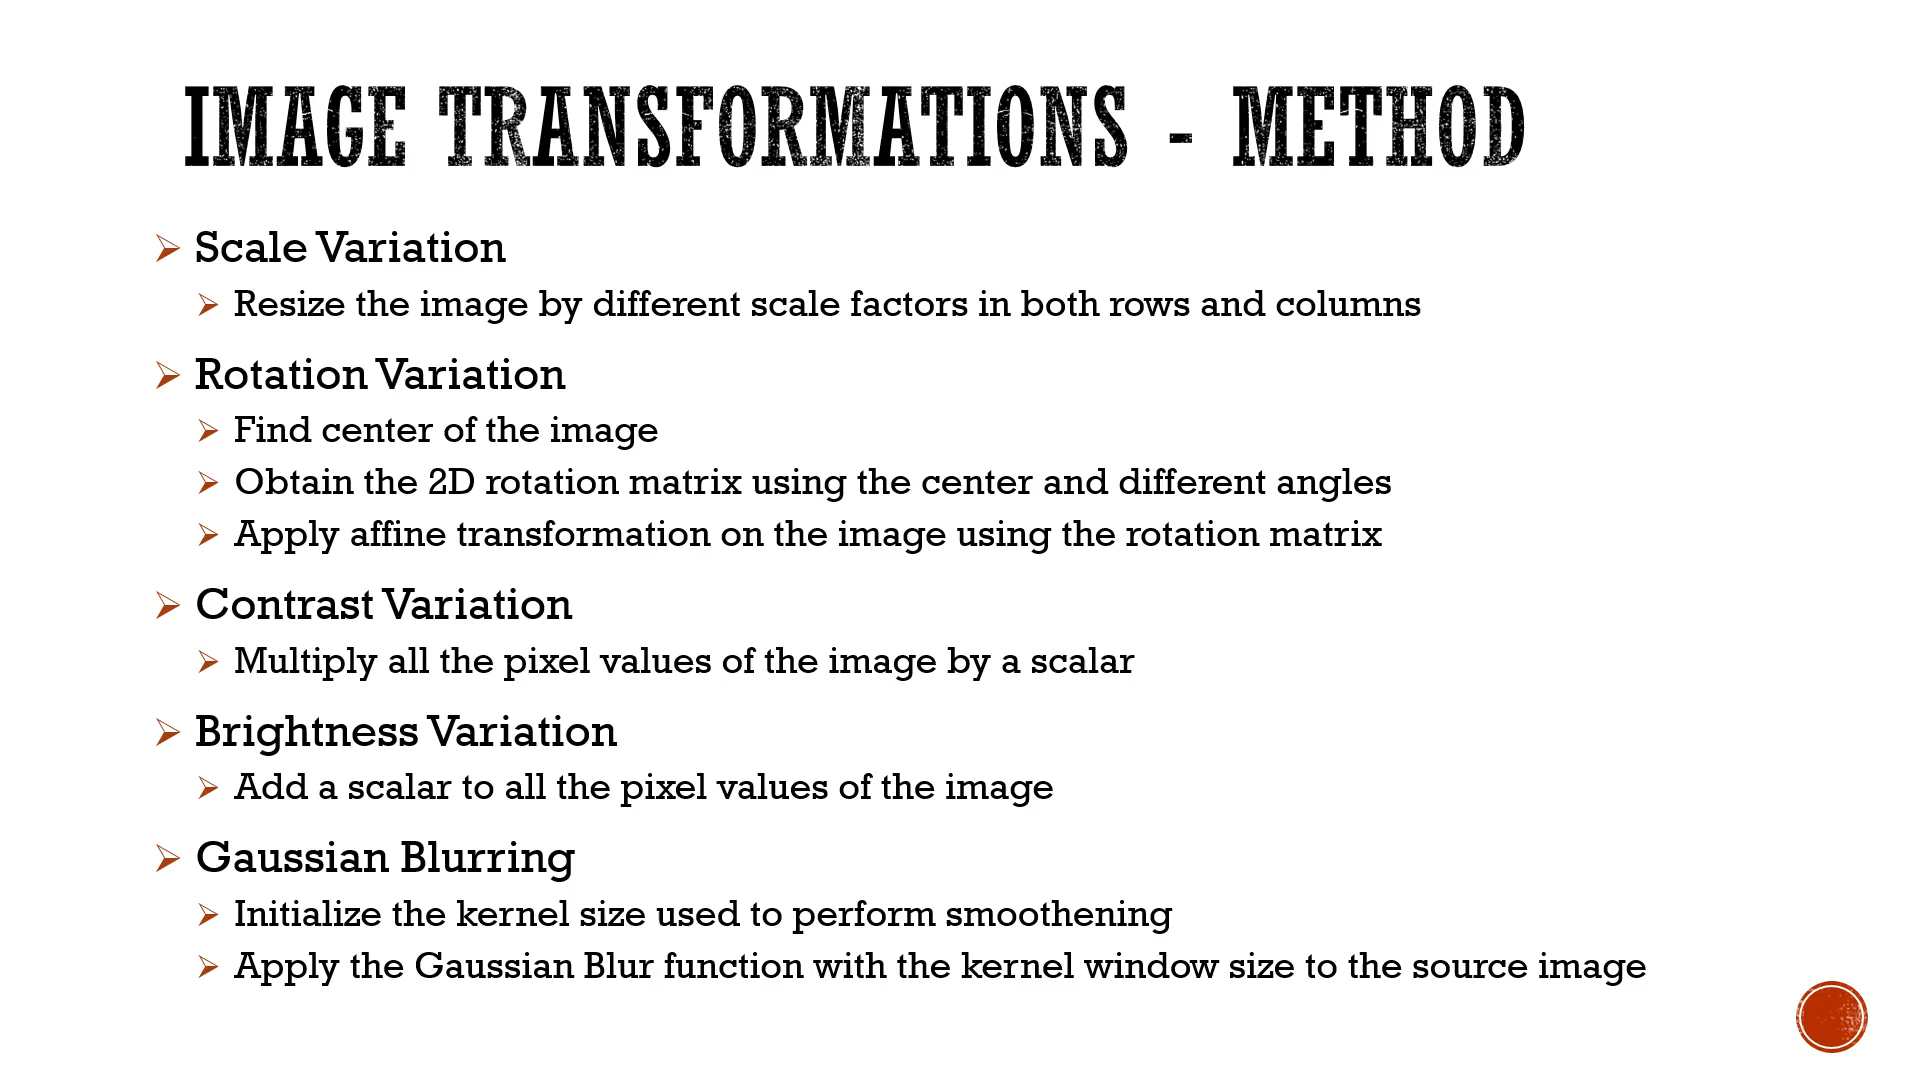 IMAGE TRANSFORMATIONS - METHOD
Scale Variation
Resize the image by different scale factors in both rows and columns
Rotation Variation
Find center of the image
Obtain the 2D rotation matrix using the center and different angles
Apply affine transformation on the image using the rotation matrix
Contrast Variation
Multiply all the pixel values of the image by a scalar
Brightness Variation
Add a scalar to all the pixel values of the image
Gaussian Blurring
Initialize the kernel size used to perform smoothening
Apply the Gaussian Blur function with the kernel window size to the source image